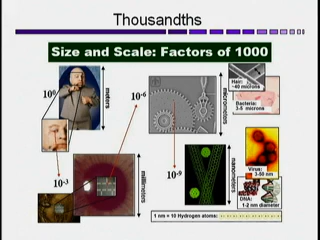 Thousandths
Size and Scale: Factors of 1000
10⁰
meters
10⁻³
millimeters
10⁻⁶
micrometers
10⁻⁹
nanometers
Hair:
~40 microns
Bacteria:
3-5 microns
Virus:
3-50 nm
DNA:
1-2 nm diameter
1 nm = 10 Hydrogen atoms: